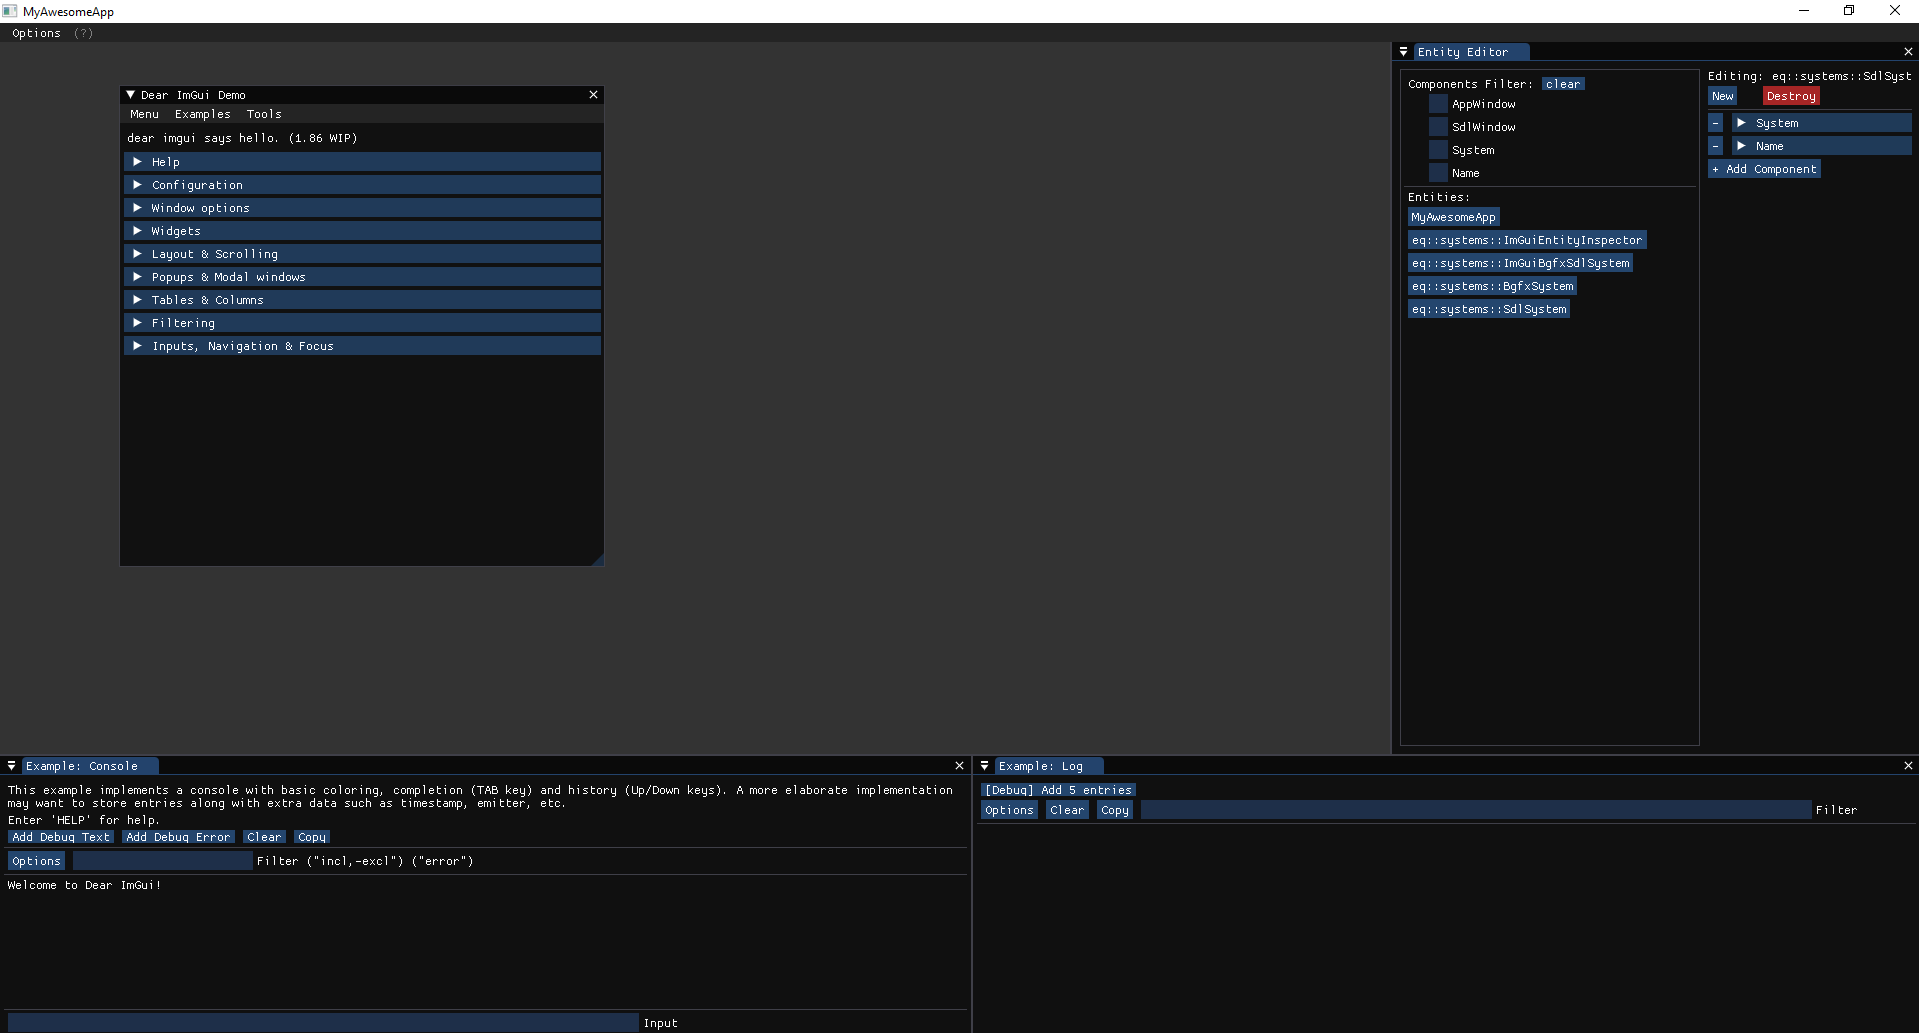 MyAwesomeApp
Options (?)
Dear ImGui Demo
Menu Examples Tools
dear imgui says hello. (1.86 WIP)
Help
Configuration
Window options
Widgets
Layout & Scrolling
Popups & Modal windows
Tables & Columns
Filtering
Inputs, Navigation & Focus
Entity Editor
Components Filter: clear
AppWindow
SdlWindow
System
Name
Entities:
MyAwesomeApp
eq::systems::ImGuiEntityInspector
eq::systems::ImGuiBgfxSdlSystem
eq::systems::BgfxSystem
eq::systems::SdlSystem
Editing: eq::systems::SdlSyst
New Destroy
- System
- Name
+ Add Component
Example: Console
This example implements a console with basic coloring, completion (TAB key) and history (Up/Down keys). A more elaborate implementation
may want to store entries along with extra data such as timestamp, emitter, etc.
Enter 'HELP' for help.
Add Debug Text Add Debug Error Clear Copy
Options Filter ("incl,-excl") ("error")
Welcome to Dear ImGui!
Input
Example: Log
[Debug] Add 5 entries
Options Clear Copy Filter